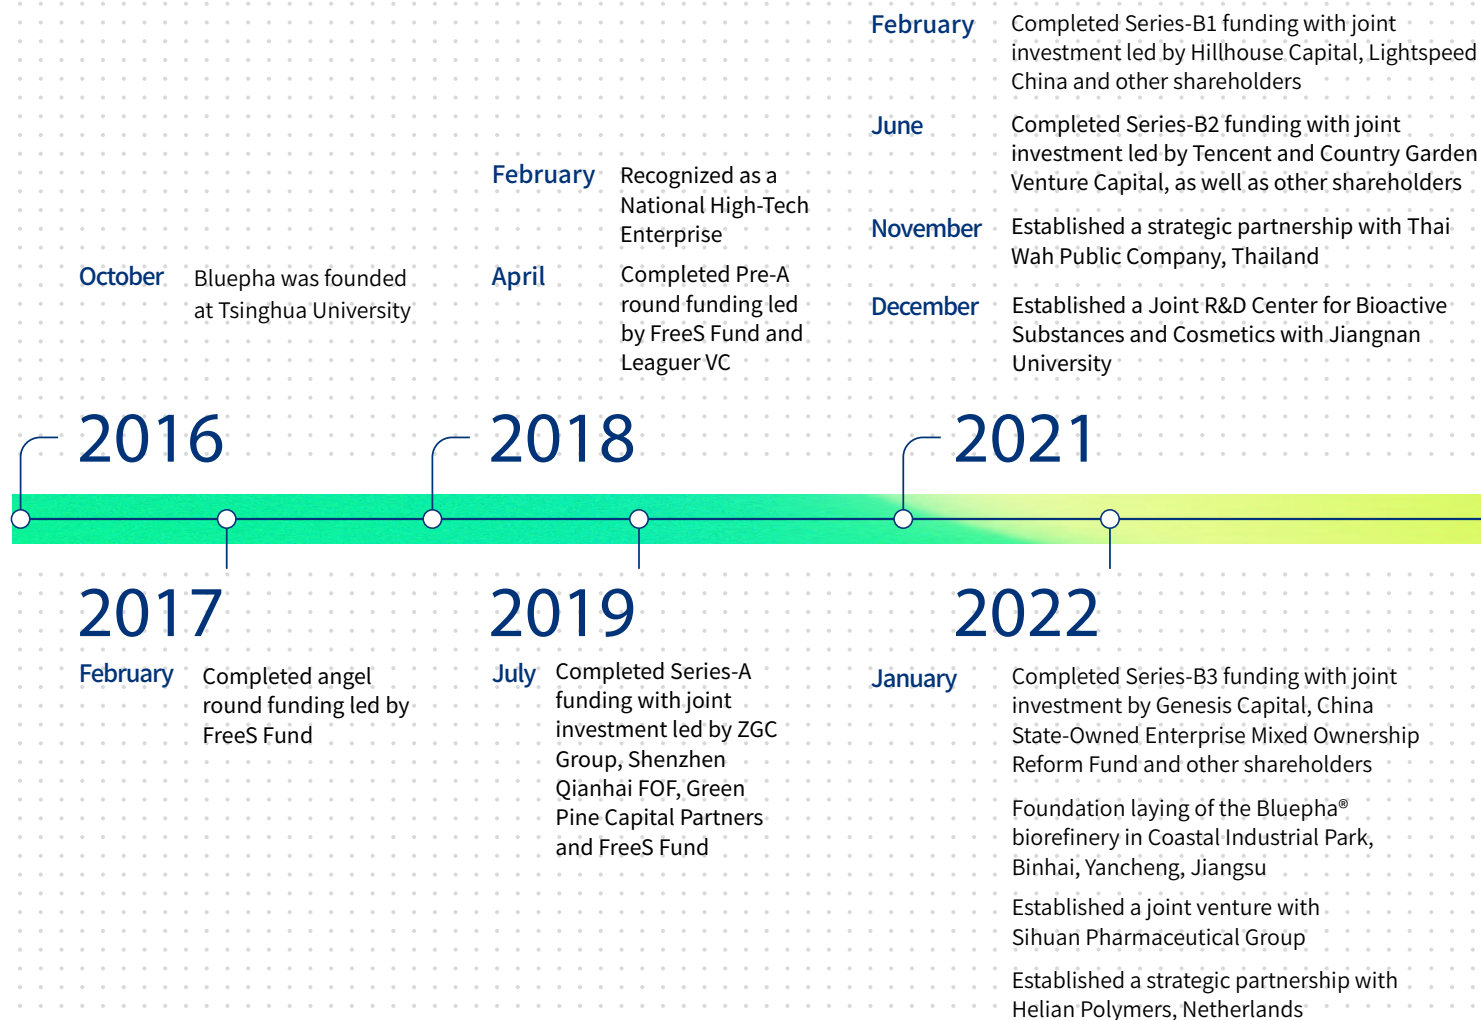 October
Bluepha was founded
at Tsinghua University
2016
2017
February
Completed angel
round funding led by
FreeS Fund
February
Recognized as a
National High-Tech
Enterprise
April
Completed Pre-A
round funding led
by FreeS Fund and
Leaguer VC
2018
2019
July
Completed Series-A
funding with joint
investment led by ZGC
Group, Shenzhen
Qianhai FOF, Green
Pine Capital Partners
and FreeS Fund
February
Completed Series-B1 funding with joint
investment led by Hillhouse Capital, Lightspeed
China and other shareholders
June
Completed Series-B2 funding with joint
investment led by Tencent and Country Garden
Venture Capital, as well as other shareholders
November
Established a strategic partnership with Thai
Wah Public Company, Thailand
December
Established a Joint R&D Center for Bioactive
Substances and Cosmetics with Jiangnan
University
2021
2022
January
Completed Series-B3 funding with joint
investment by Genesis Capital, China
State-Owned Enterprise Mixed Ownership
Reform Fund and other shareholders
Foundation laying of the Bluepha®
biorefinery in Coastal Industrial Park,
Binhai, Yancheng, Jiangsu
Established a joint venture with
Sihuan Pharmaceutical Group
Established a strategic partnership with
Helian Polymers, Netherlands